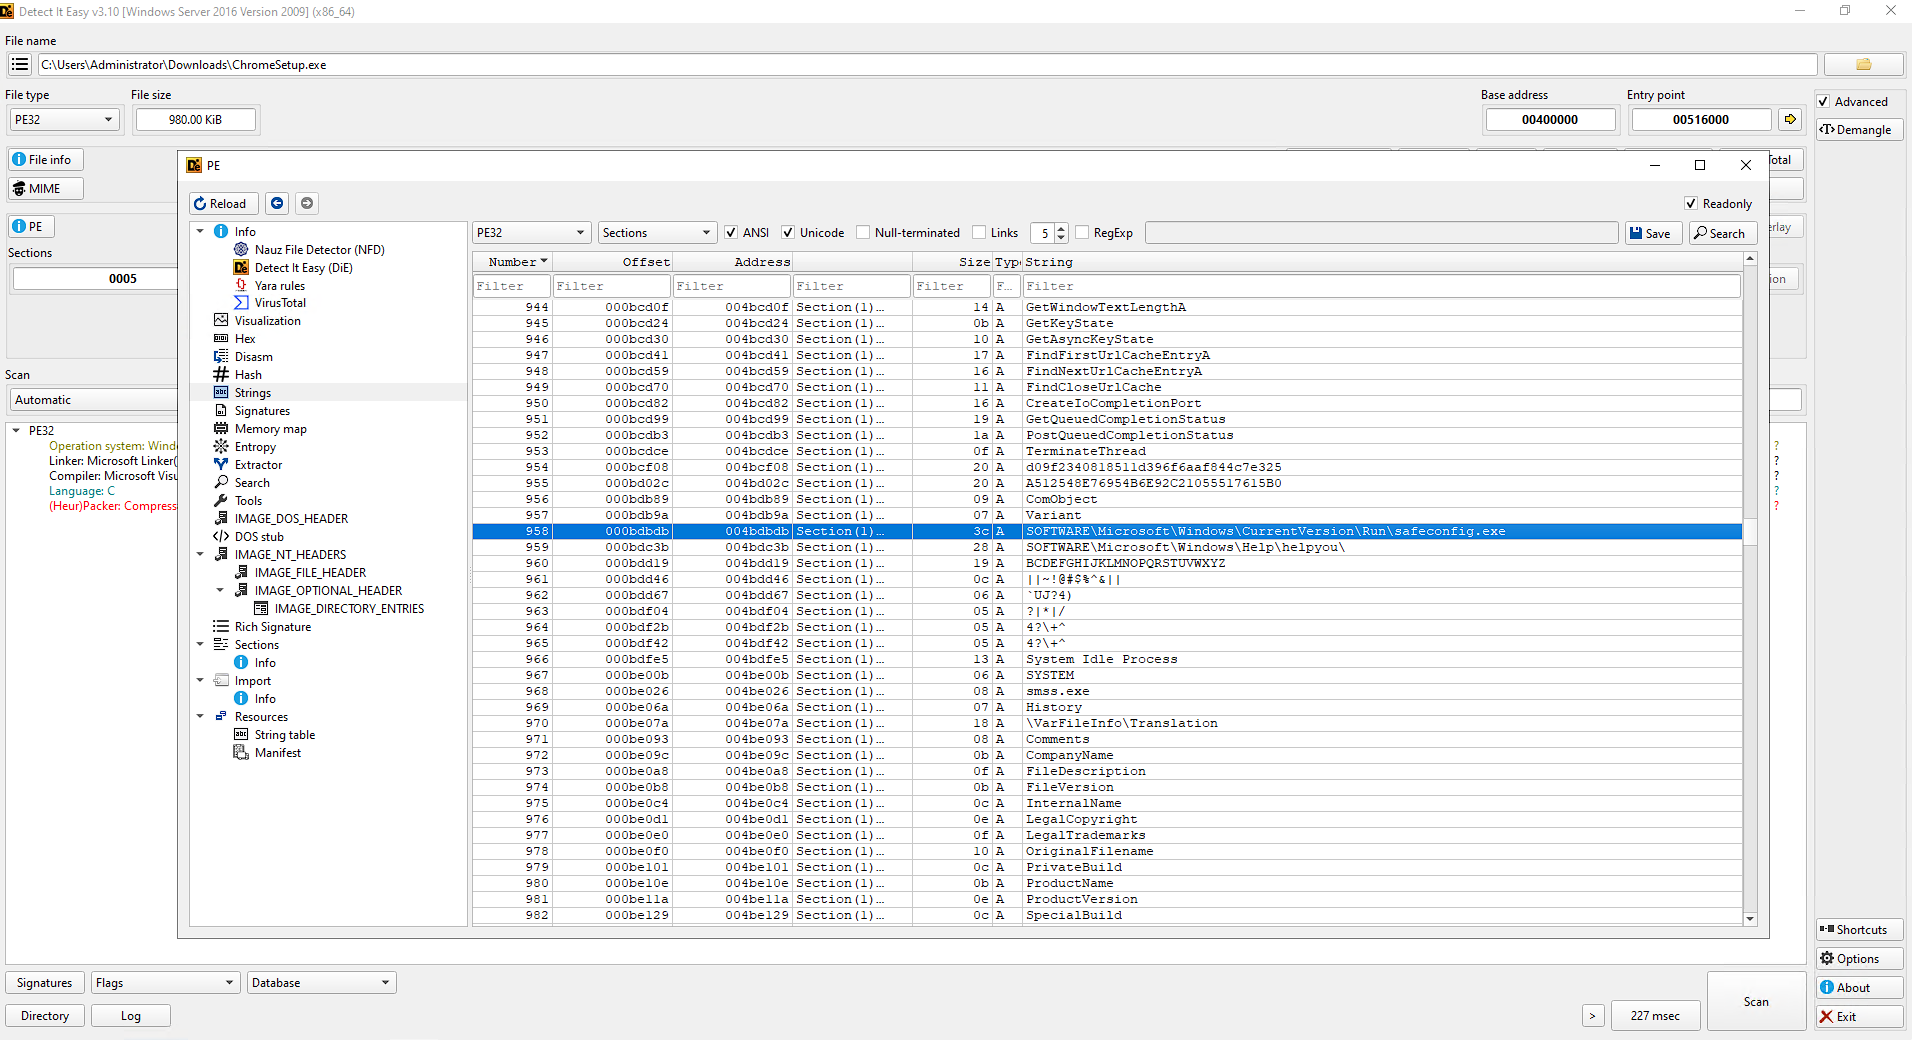 Detect It Easy v3.10 [Windows Server 2016 Version 2009] (x86_64)
File name
C:\Users\Administrator\Downloads\ChromeSetup.exe
File type
File size
Base address
Entry point
Advanced
PE32
980.00 KiB
00400000
00516000
Demangle
File info
PE
otal
MIME
Reload
Readonly
PE
erlay
Info
PE32
Sections
ANSI
Unicode
Null-terminated
Links
5
RegExp
Save
Search
Nauz File Detector (NFD)
Sections
Number Offset Address Size Type String
Detect It Easy (DiE)
0005
ion
Yara rules
Filter Filter Filter Filter Filter F... Filter
VirusTotal
944 000bcd0f 004bcd0f Section(1)... 14 A GetWindowTextLengthA
Visualization
945 000bcd24 004bcd24 Section(1)... 0b A GetKeyState
Hex
946 000bcd30 004bcd30 Section(1)... 10 A GetAsyncKeyState
Disasm
947 000bcd41 004bcd41 Section(1)... 17 A FindFirstUrlCacheEntryA
Scan
Hash
948 000bcd59 004bcd59 Section(1)... 16 A FindNextUrlCacheEntryA
Strings
949 000bcd70 004bcd70 Section(1)... 11 A FindCloseUrlCache
Automatic
Signatures
950 000bcd82 004bcd82 Section(1)... 16 A CreateIoCompletionPort
951 000bcd99 004bcd99 Section(1)... 19 A GetQueuedCompletionStatus
PE32
Memory map
952 000bcdb3 004bcdb3 Section(1)... 1a A PostQueuedCompletionStatus
Operation system: Wind
Entropy
?
953 000bcdce 004bcdce Section(1)... 0f A TerminateThread
Linker: Microsoft Linker(
Extractor
?
954 000bcf08 004bcf08 Section(1)... 20 A d09f2340818511d396f6aaf844c7e325
Compiler: Microsoft Visu
Search
?
955 000bd02c 004bd02c Section(1)... 20 A A512548E76954B6E92C21055517615B0
Language: C
Tools
?
956 000bdb89 004bdb89 Section(1)... 09 A ComObject
(Heur)Packer: Compress
?
957 000bdb9a 004bdb9a Section(1)... 07 A Variant
IMAGE_DOS_HEADER
958 000bdbdb 004bdbdb Section(1)... 3c A SOFTWARE\Microsoft\Windows\CurrentVersion\Run\safeconfig.exe
DOS stub
959 000bdc3b 004bdc3b Section(1)... 28 A SOFTWARE\Microsoft\Windows\Help\helpyou\
IMAGE_NT_HEADERS
960 000bdd19 004bdd19 Section(1)... 19 A BCDEFGHIJKLMNOPQRSTUVWXYZ
IMAGE_FILE_HEADER
961 000bdd46 004bdd46 Section(1)... 0c A ||~!@#$%^&||
IMAGE_OPTIONAL_HEADER
962 000bdd67 004bdd67 Section(1)... 06 A `UJ?4)
IMAGE_DIRECTORY_ENTRIES
963 000bdf04 004bdf04 Section(1)... 05 A ?|*|/
Rich Signature
964 000bdf2b 004bdf2b Section(1)... 05 A 4?\+^
Sections
965 000bdf42 004bdf42 Section(1)... 05 A 4?\+^
Info
966 000bdfe5 004bdfe5 Section(1)... 13 A System Idle Process
Import
967 000be00b 004be00b Section(1)... 06 A SYSTEM
Info
968 000be026 004be026 Section(1)... 08 A smss.exe
Resources
969 000be06a 004be06a Section(1)... 07 A History
String table
970 000be07a 004be07a Section(1)... 18 A \VarFileInfo\Translation
Manifest
971 000be093 004be093 Section(1)... 08 A Comments
972 000be09c 004be09c Section(1)... 0b A CompanyName
973 000be0a8 004be0a8 Section(1)... 0f A FileDescription
974 000be0b8 004be0b8 Section(1)... 0b A FileVersion
975 000be0c4 004be0c4 Section(1)... 0c A InternalName
976 000be0d1 004be0d1 Section(1)... 0e A LegalCopyright
977 000be0e0 004be0e0 Section(1)... 0f A LegalTrademarks
978 000be0f0 004be0f0 Section(1)... 10 A OriginalFilename
979 000be101 004be101 Section(1)... 0c A PrivateBuild
980 000be10e 004be10e Section(1)... 0b A ProductName
981 000be11a 004be11a Section(1)... 0e A ProductVersion
982 000be129 004be129 Section(1)... 0c A SpecialBuild
Shortcuts
Options
Signatures
Flags
Database
About
Scan
Directory
Log
>
227 msec
Exit